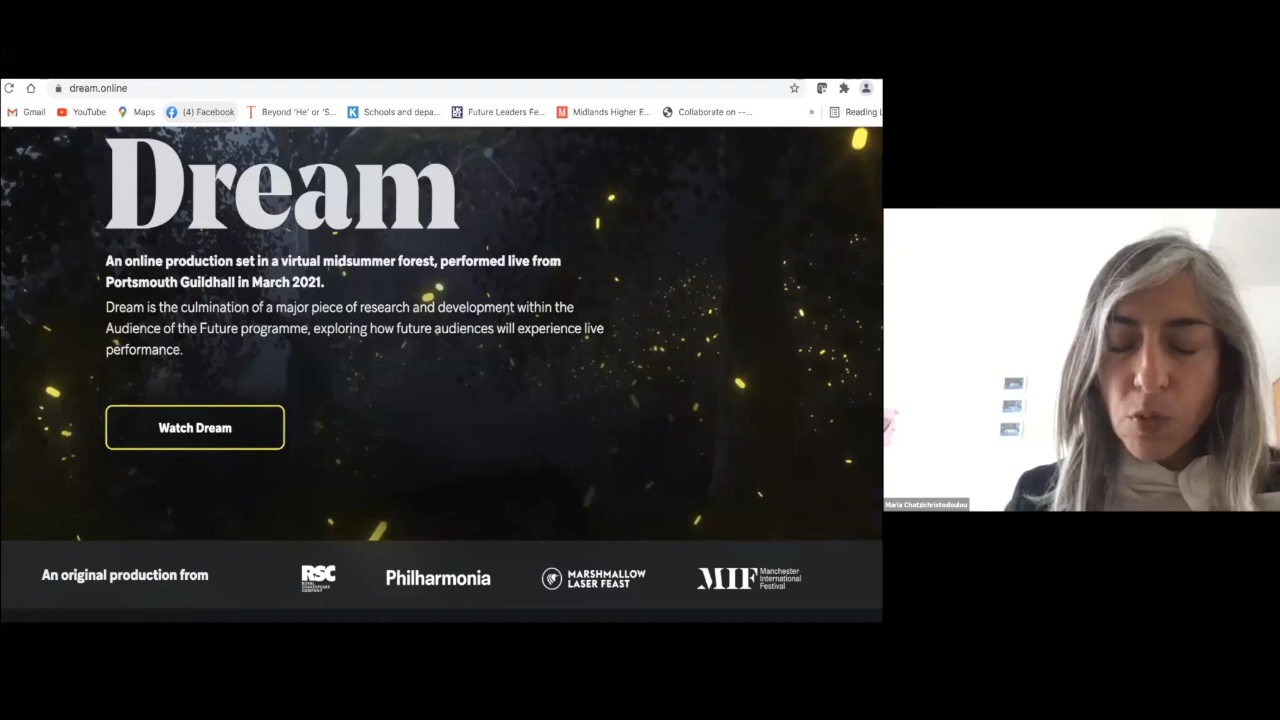 dream.online
Gmail YouTube Maps (4) Facebook Beyond 'He' or 'S... Schools and depa... Future Leaders Fe... Midlands Higher E... Collaborate on --... » Reading L
Dream
An online production set in a virtual midsummer forest, performed live from
Portsmouth Guildhall in March 2021.
Dream is the culmination of a major piece of research and development within the
Audience of the Future programme, exploring how future audiences will experience live
performance.
Watch Dream
An original production from
RSC
ROYAL
SHAKESPEARE
COMPANY
Philharmonia
MARSHMALLOW
LASER FEAST
MIF Manchester
International
Festival
Maria Chatzichristodoulou